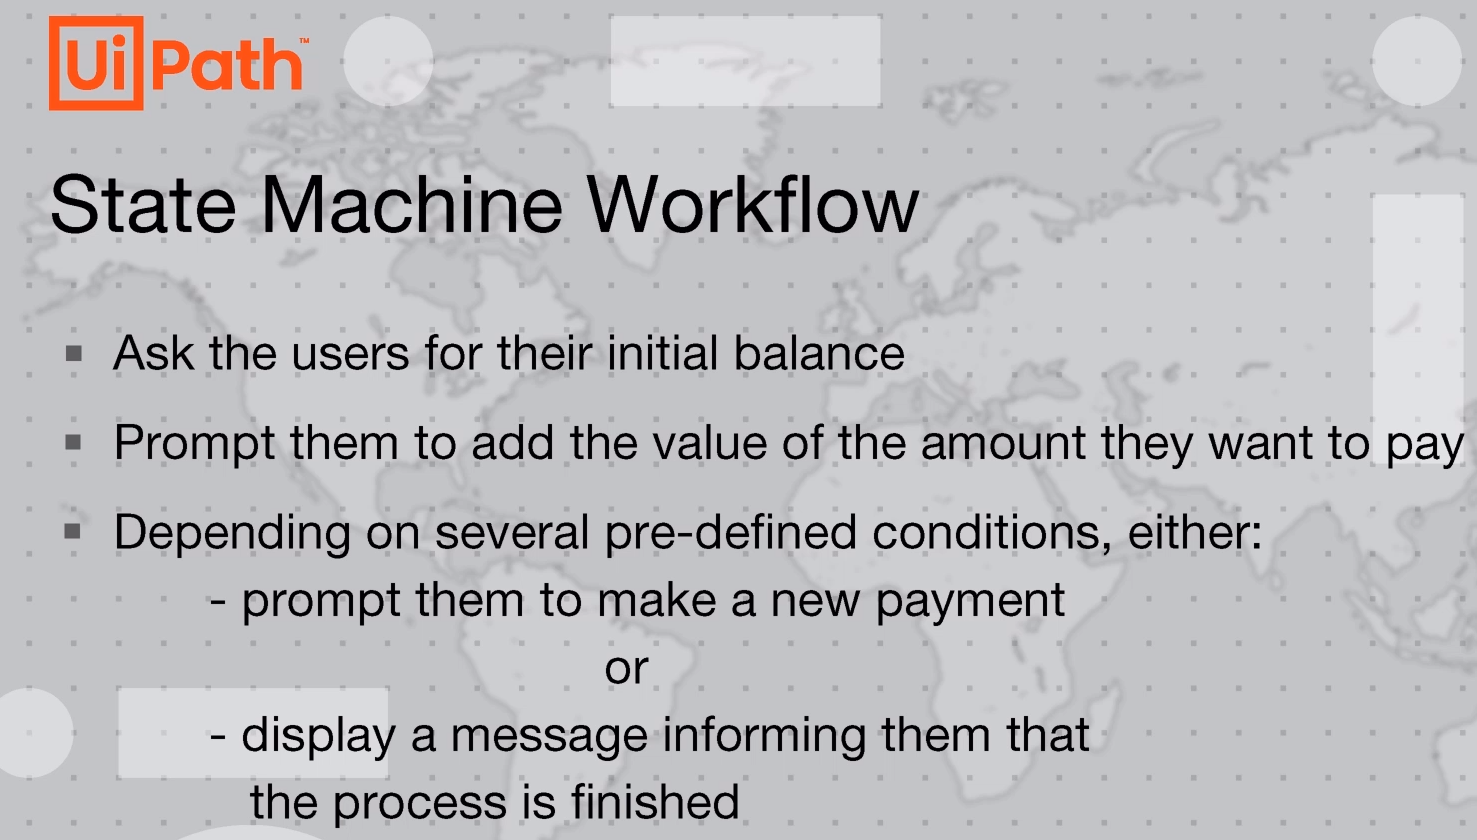 UiPath™
State Machine Workflow
▪ Ask the users for their initial balance
▪ Prompt them to add the value of the amount they want to pay
▪ Depending on several pre-defined conditions, either:
- prompt them to make a new payment
or
- display a message informing them that
the process is finished